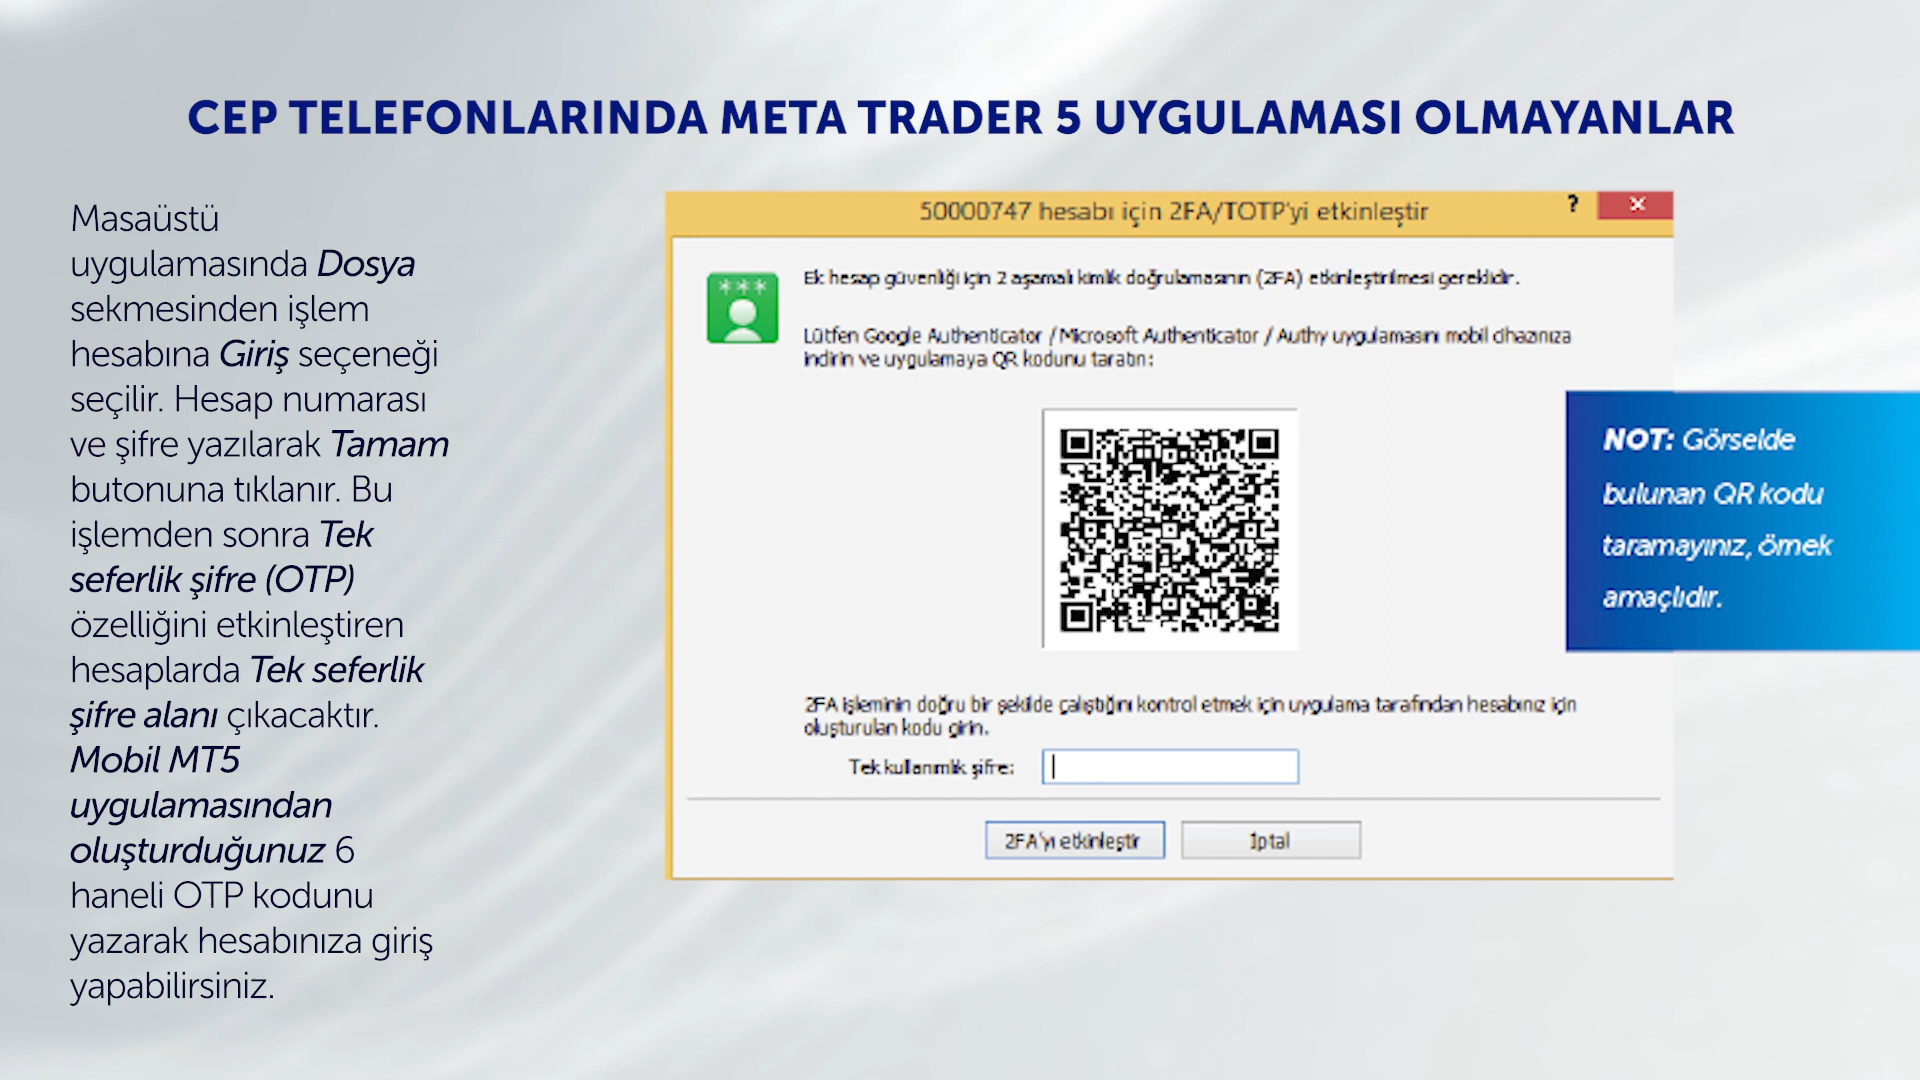 CEP TELEFONLARINDA META TRADER 5 UYGULAMASI OLMAYANLAR
Masaüstü
uygulamasında Dosya
sekmesinden işlem
hesabına Giriş seçeneği
seçilir. Hesap numarası
ve şifre yazılarak Tamam
butonuna tıklanır. Bu
işlemden sonra Tek
seferlik şifre (OTP)
özelliğini etkinleştiren
hesaplarda Tek seferlik
şifre alanı çıkacaktır.
Mobil MT5
uygulamasından
oluşturduğunuz 6
haneli OTP kodunu
yazarak hesabınıza giriş
yapabilirsiniz.
50000747 hesabı için 2FA/TOTP'yi etkinleştir
?
x
***
Ek hesap güvenliği için 2 aşamalı kimlik doğrulamasının (2FA) etkinleştirilmesi gereklidir.
Lütfen Google Authenticator / Microsoft Authenticator / Authy uygulamasını mobil cihazınıza
indirin ve uygulamaya QR kodunu taratın:
2FA işleminin doğru bir şekilde çalıştığını kontrol etmek için uygulama tarafından hesabınız için
oluşturulan kodu girin.
Tek kullanımlık şifre:
2FA'yı etkinleştir
İptal
NOT: Görselde
bulunan QR kodu
taramayınız, örnek
amaçlıdır.